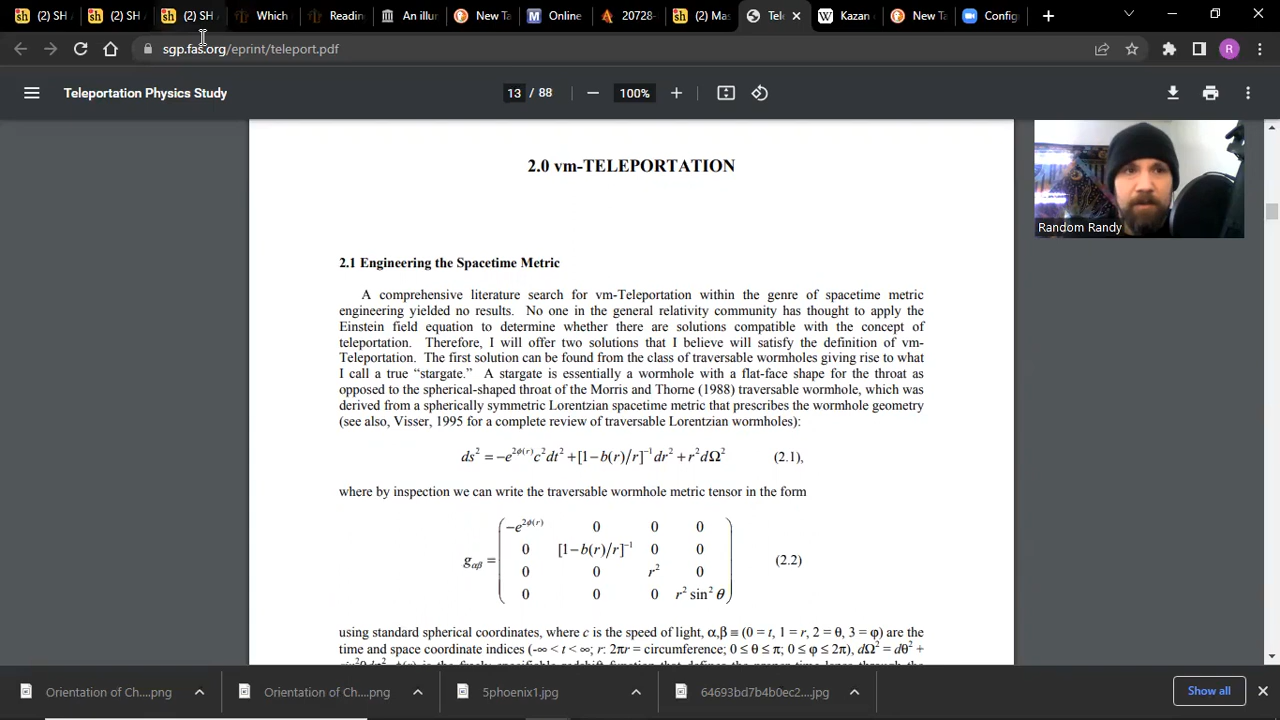 (2) SH
(2) SH
(2) SH
Which
Readin
An illur
New Ta
Online
20728-
(2) Ma
Tele
Kazan
New Ta
Config
sgp.fas.org/eprint/teleport.pdf
R
Teleportation Physics Study
13 / 88
100%
2.0 vm-TELEPORTATION
2.1 Engineering the Spacetime Metric
A comprehensive literature search for vm-Teleportation within the genre of spacetime metric
engineering yielded no results. No one in the general relativity community has thought to apply the
Einstein field equation to determine whether there are solutions compatible with the concept of
teleportation. Therefore, I will offer two solutions that I believe will satisfy the definition of vm-
Teleportation. The first solution can be found from the class of traversable wormholes giving rise to what
I call a true “stargate.” A stargate is essentially a wormhole with a flat-face shape for the throat as
opposed to the spherical-shaped throat of the Morris and Thorne (1988) traversable wormhole, which was
derived from a spherically symmetric Lorentzian spacetime metric that prescribes the wormhole geometry
(see also, Visser, 1995 for a complete review of traversable Lorentzian wormholes):
ds² = −e^{2ϕ(r)}c²dt² + [1 − b(r)/r]⁻¹dr² + r²dΩ² (2.1),
where by inspection we can write the traversable wormhole metric tensor in the form
−e^{2ϕ(r)} 0 0 0
0 [1 − b(r)/r]⁻¹ 0 0
g_{αβ} = (2.2)
0 0 r² 0
0 0 0 r² sin² θ
using standard spherical coordinates, where c is the speed of light, α,β ≡ (0 = t, 1 = r, 2 = θ, 3 = φ) are the
time and space coordinate indices (-∞ < t < ∞; r: 2πr = circumference; 0 ≤ θ ≤ π; 0 ≤ φ ≤ 2π), dΩ² = dθ² +
Random Randy
Orientation of Ch....png
Orientation of Ch....png
5phoenix1.jpg
64693bd7b4b0ec2....jpg
Show all